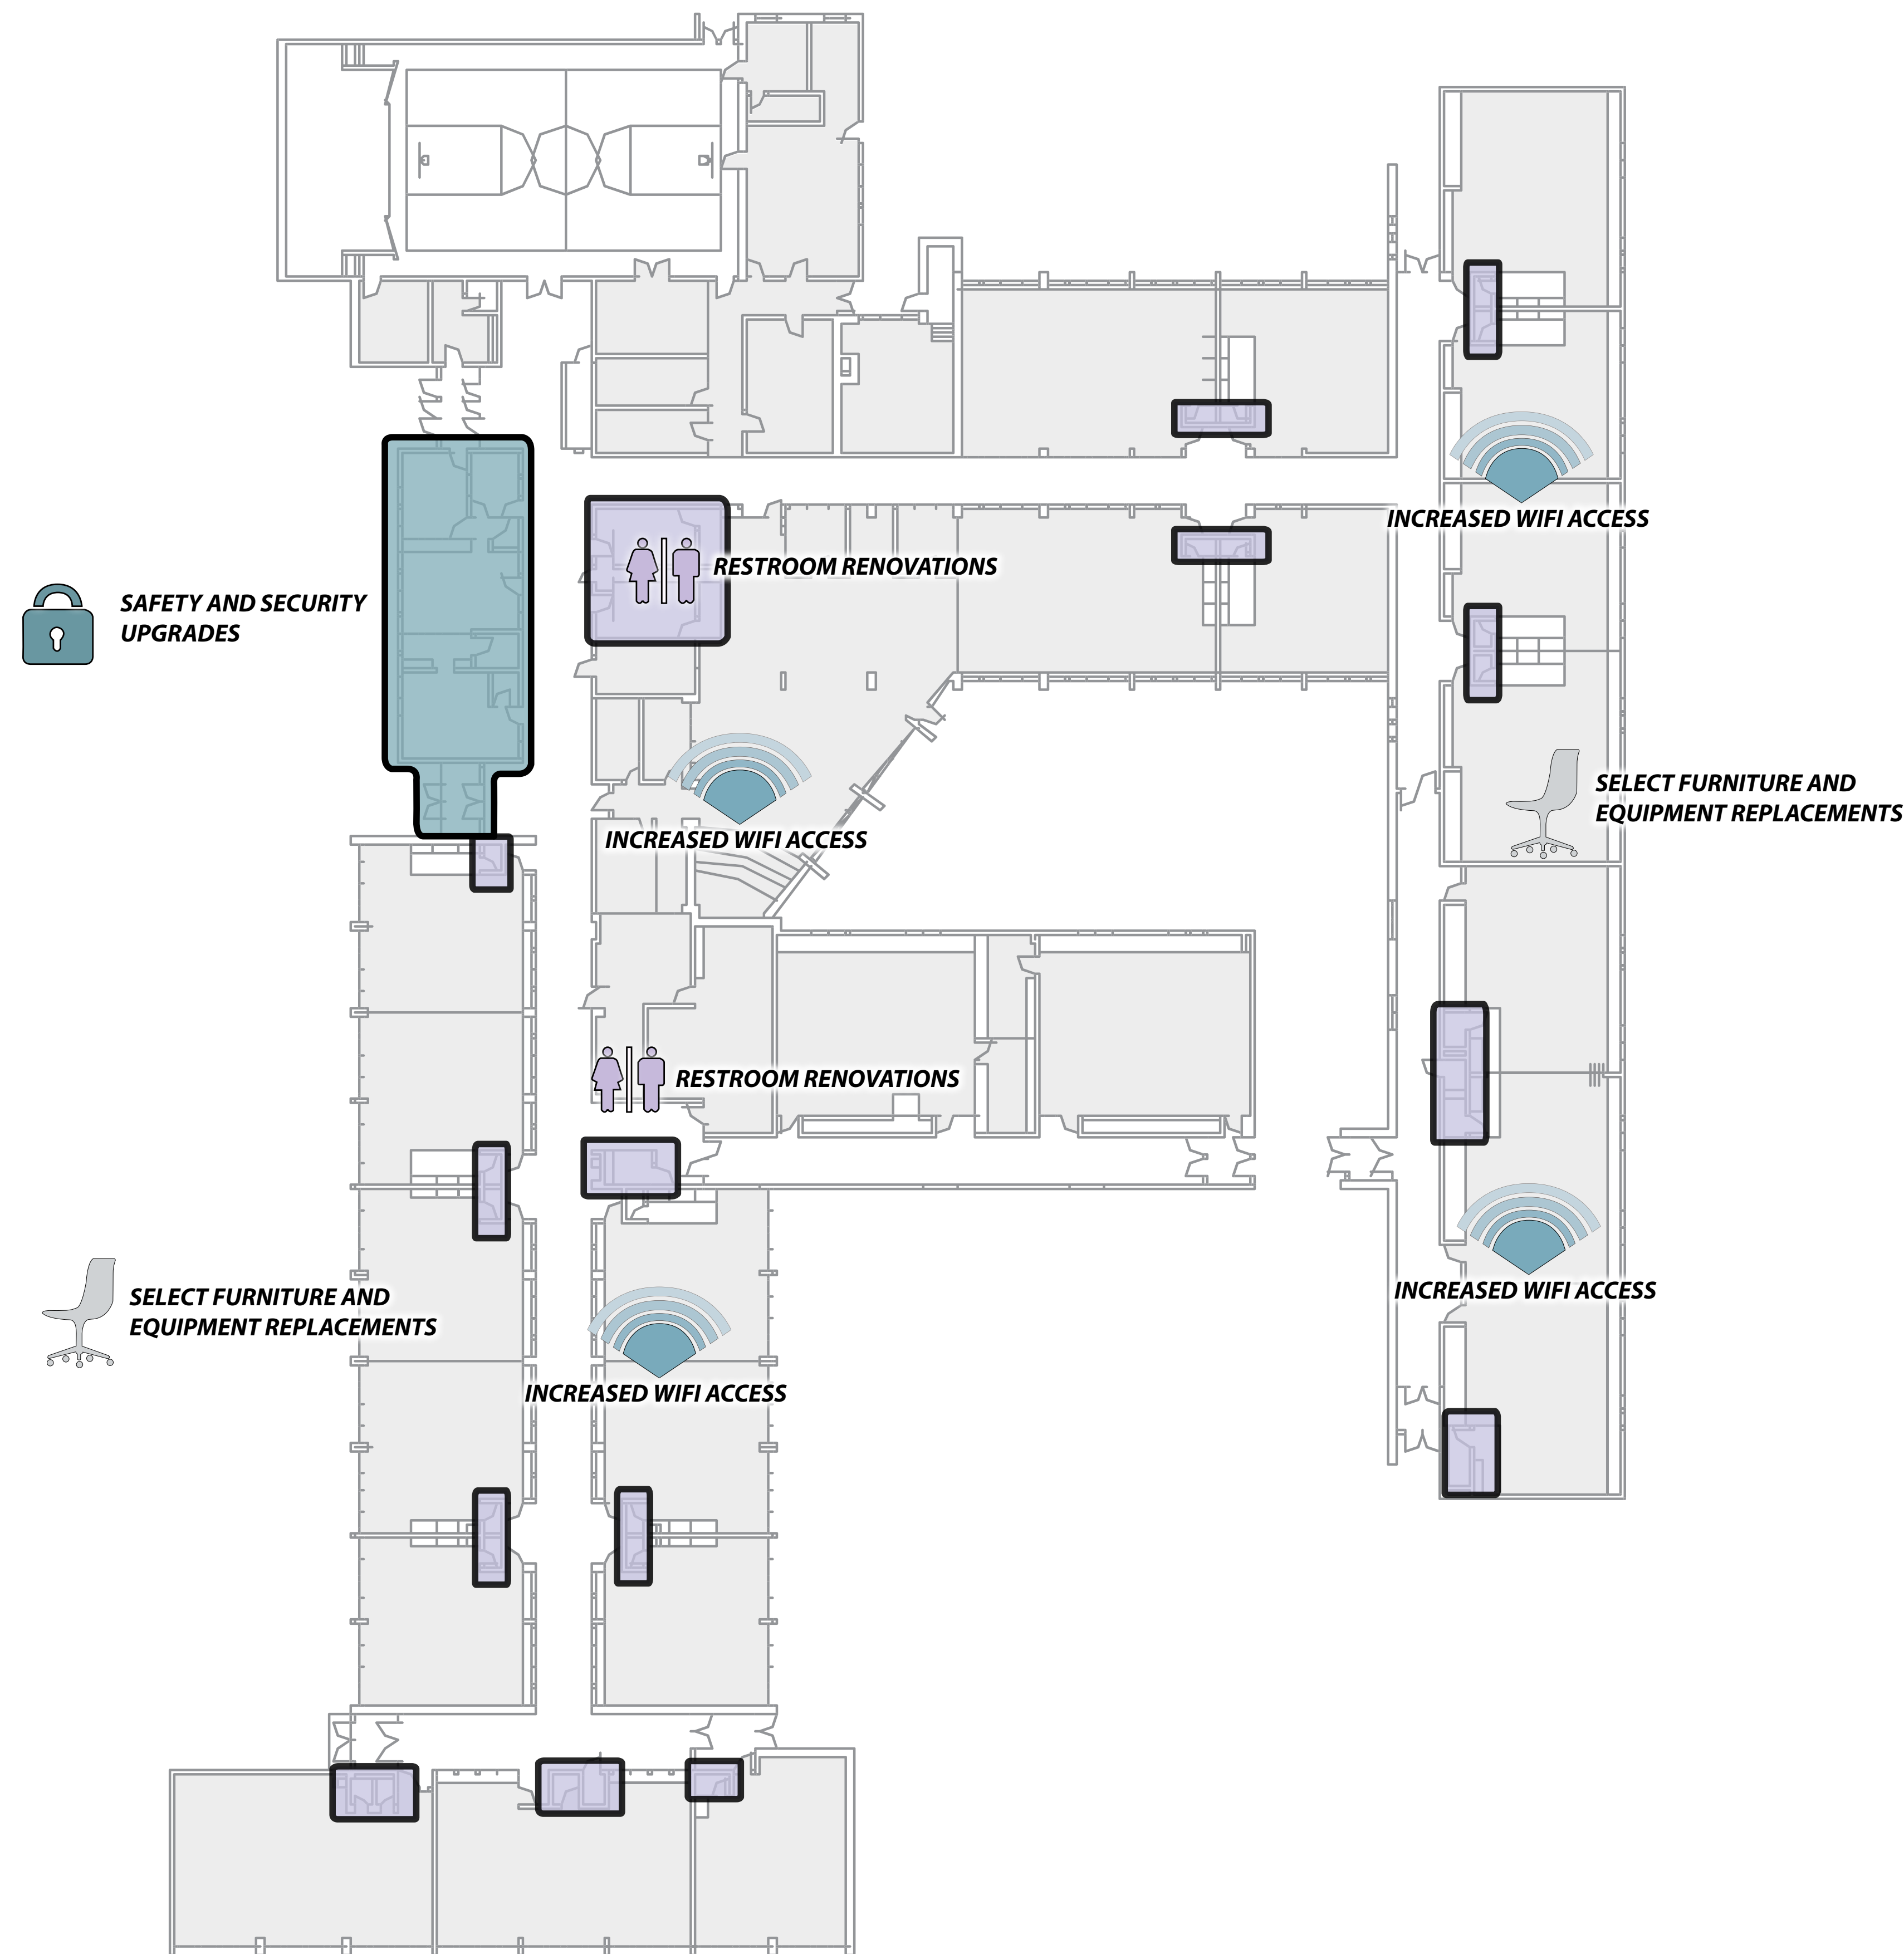 INCREASED WIFI ACCESS
RESTROOM RENOVATIONS
SAFETY AND SECURITY
UPGRADES
SELECT FURNITURE AND
EQUIPMENT REPLACEMENTS
INCREASED WIFI ACCESS
RESTROOM RENOVATIONS
INCREASED WIFI ACCESS
SELECT FURNITURE AND
EQUIPMENT REPLACEMENTS
INCREASED WIFI ACCESS